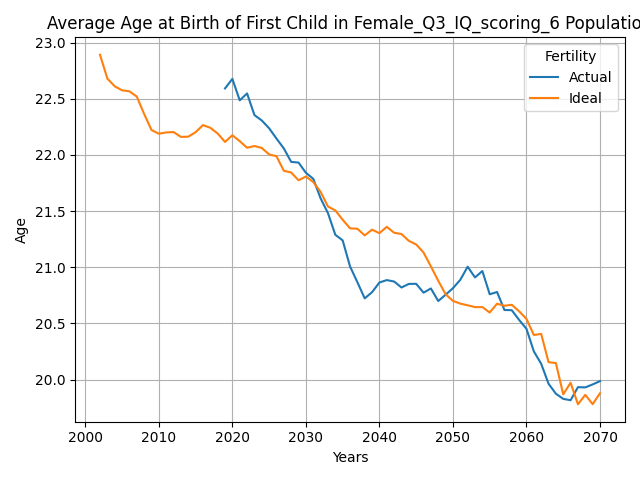 Average Age at Birth of First Child in Female_Q3_IQ_scoring_6 Populatio
Fertility
Actual
Ideal
23.0
22.5
22.0
21.5
21.0
20.5
20.0
Age
2000 2010 2020 2030 2040 2050 2060 2070
Years